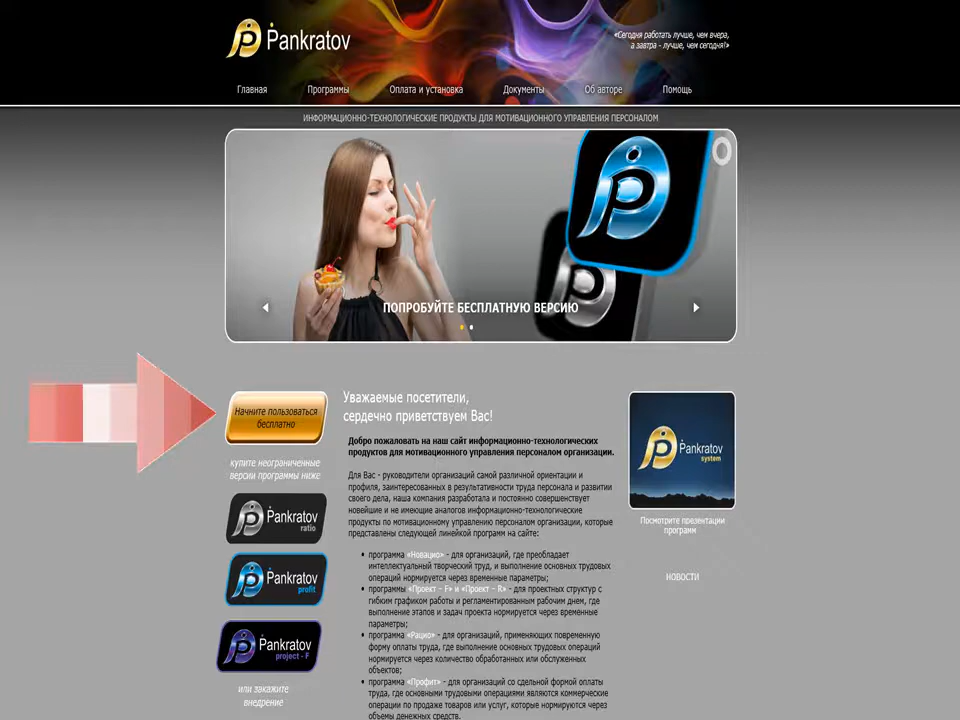 Pankratov
«Сегодня работать лучше, чем вчера,
а завтра - лучше, чем сегодня!»
Главная
Программы
Оплата и установка
Документы
Об авторе
Помощь
ИНФОРМАЦИОННО-ТЕХНОЛОГИЧЕСКИЕ ПРОДУКТЫ ДЛЯ МОТИВАЦИОННОГО УПРАВЛЕНИЯ ПЕРСОНАЛОМ
ПОПРОБУЙТЕ БЕСПЛАТНУЮ ВЕРСИЮ
Начните пользоваться
бесплатно
купите неограниченные
версии программы ниже
Pankratov
ratio
Pankratov
profit
Pankratov
project - F
или закажите
внедрение
Уважаемые посетители,
сердечно приветствуем Вас!
Добро пожаловать на наш сайт информационно-технологических
продуктов для мотивационного управления персоналом организации.
Для Вас - руководители организаций самой различной ориентации и
профиля, заинтересованных в результативности труда персонала и развитии
своего дела, наша компания разработала и постоянно совершенствует
новейшие и не имеющие аналогов информационно-технологические
продукты по мотивационному управлению персоналом организации, которые
представлены следующей линейкой программ на сайте:
• программа «Новацио» - для организаций, где преобладает
интеллектуальный творческий труд, и выполнение основных трудовых
операций нормируется через временные параметры;
• программы «Проект – F» и «Проект – R» - для проектных структур с
гибким графиком работы и регламентированным рабочим днем, где
выполнение этапов и задач проекта нормируется через временные
параметры;
• программа «Рацио» - для организаций, применяющих повременную
форму оплаты труда, где выполнение основных трудовых операций
нормируется через количество обработанных или обслуженных
объектов;
• программа «Профит» - для организаций со сдельной формой оплаты
труда, где основными трудовыми операциями являются коммерческие
операции по продаже товаров или услуг, которые нормируются через
объемы денежных средств.
Pankratov
system
Посмотрите презентации
программ
НОВОСТИ